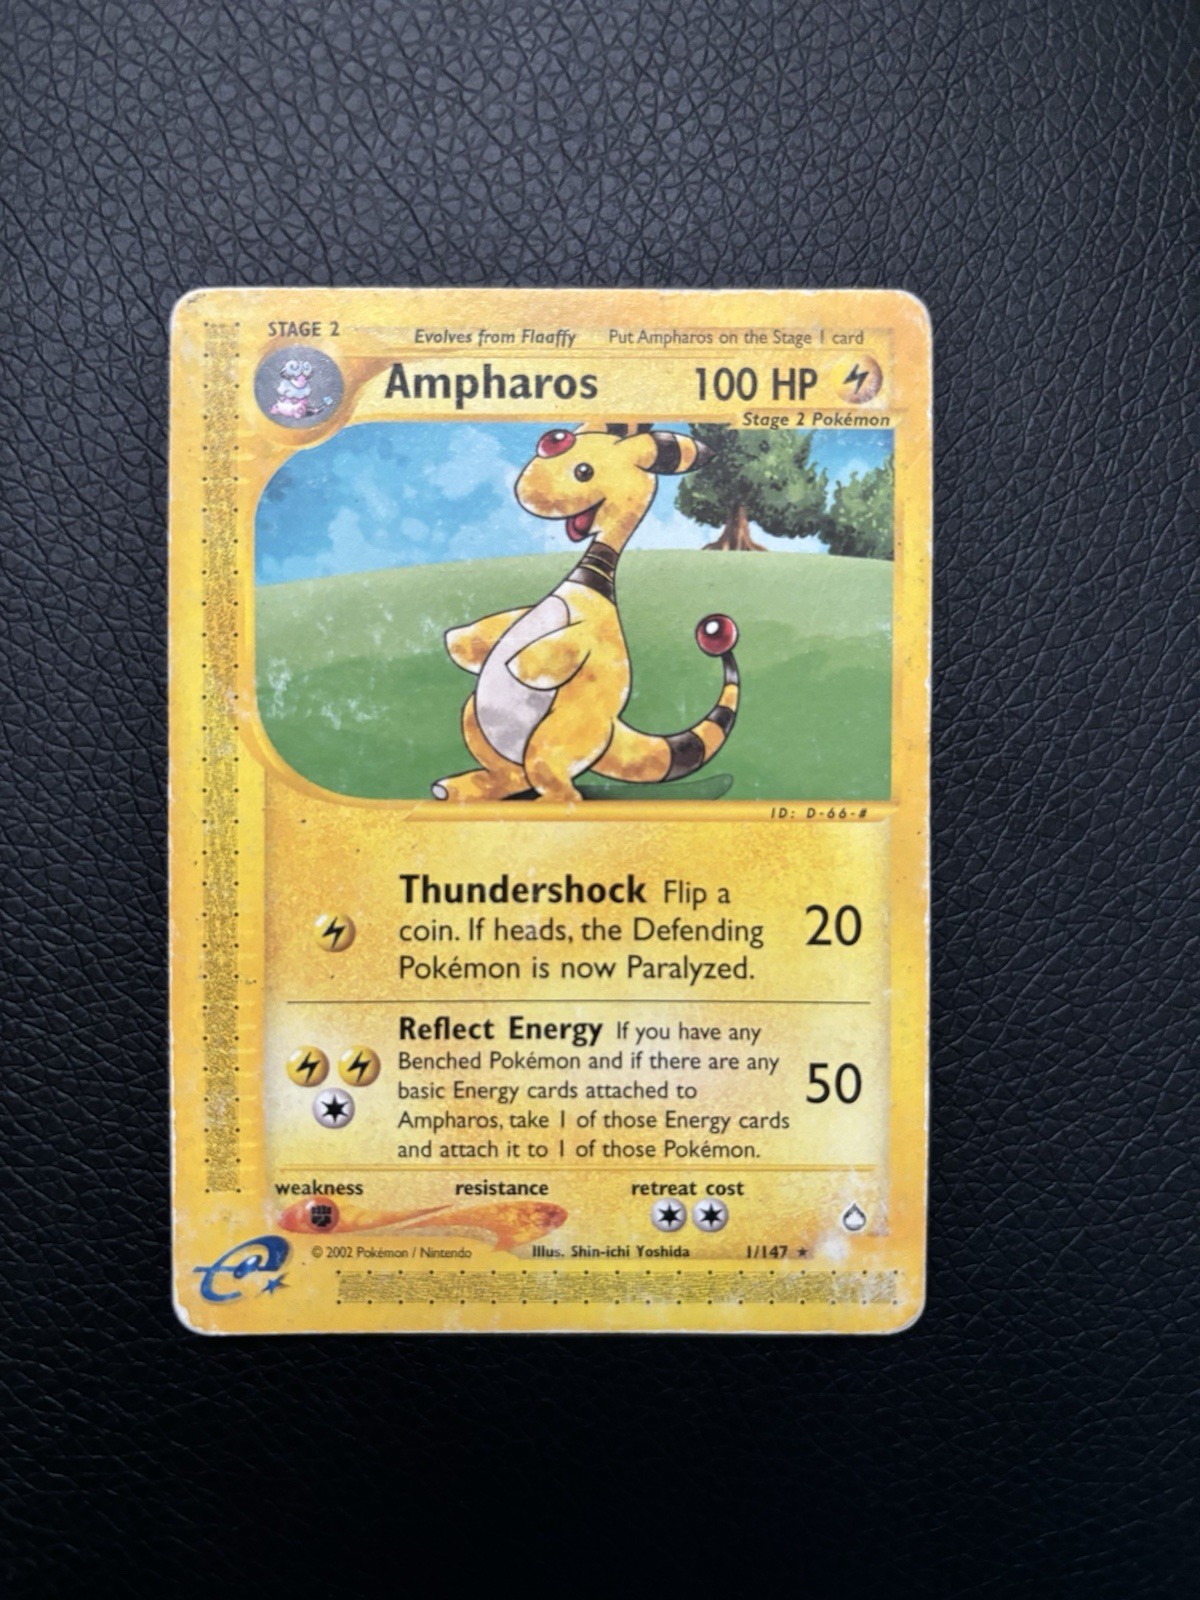 STAGE 2
Evolves from Flaaffy Put Ampharos on the Stage 1 card
Ampharos 100 HP
Stage 2 Pokémon
ID: D-66-#
Thundershock Flip a
coin. If heads, the Defending
Pokémon is now Paralyzed.
20
Reflect Energy If you have any
Benched Pokémon and if there are any
basic Energy cards attached to
Ampharos, take 1 of those Energy cards
and attach it to 1 of those Pokémon.
50
weakness resistance retreat cost
© 2002 Pokémon / Nintendo Illus. Shin-ichi Yoshida 1/147 ★
e